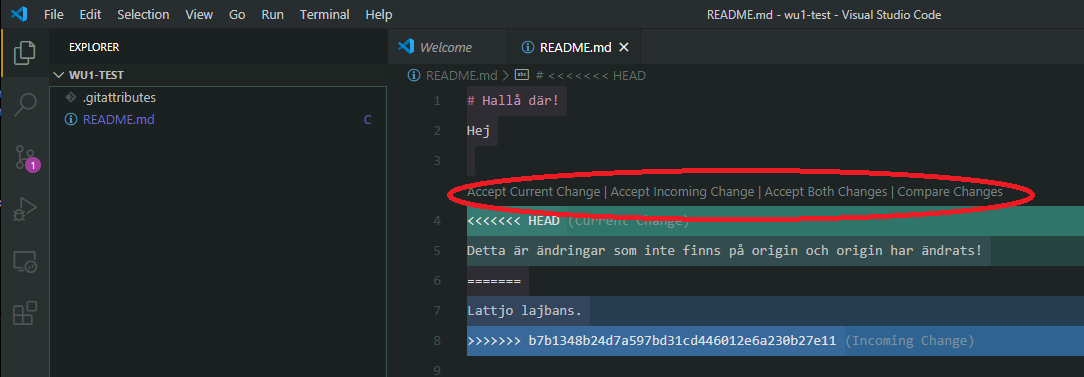 File Edit Selection View Go Run Terminal Help README.md - wu1-test - Visual Studio Code
EXPLORER
WU1-TEST
.gitattributes
README.md C
1
Welcome
README.md ×
README.md > # <<<<<<< HEAD
1 # Hallå där!
2 Hej
3
Accept Current Change | Accept Incoming Change | Accept Both Changes | Compare Changes
4 <<<<<<< HEAD (Current Change)
5 Detta är ändringar som inte finns på origin och origin har ändrats!
6 =======
7 Lattjo lajbans.
8 >>>>>>> b7b1348b24d7a597bd31cd446012e6a230b27e11 (Incoming Change)
9